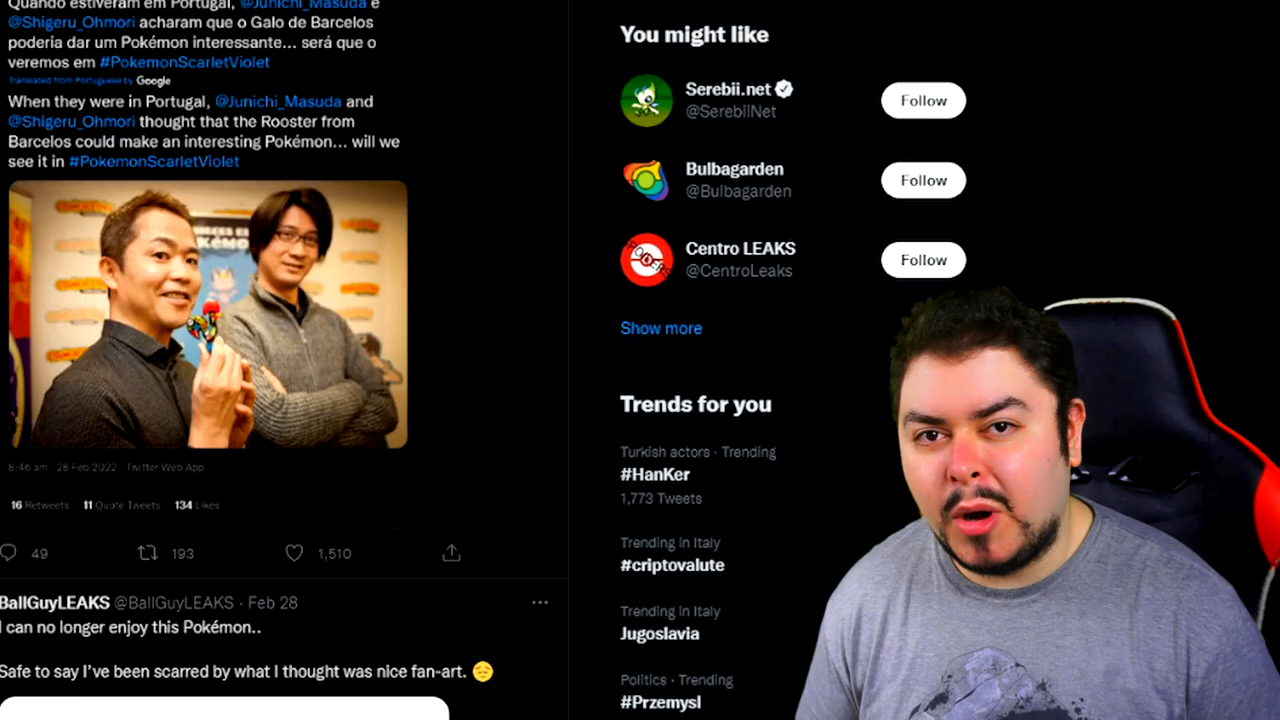 Quando estiveram em Portugal, @Junichi_Masuda e
@Shigeru_Ohmori acharam que o Galo de Barcelos
poderia dar um Pokémon interessante... será que o
veremos em #PokemonScarletViolet
Translated from Portuguese by Google
When they were in Portugal, @Junichi_Masuda and
@Shigeru_Ohmori thought that the Rooster from
Barcelos could make an interesting Pokémon... will we
see it in #PokemonScarletViolet
8:46 am · 28 Feb 2022 · Twitter Web App
16 Retweets 11 Quote Tweets 134 Likes
49 193 1,510
BallGuyLEAKS @BallGuyLEAKS · Feb 28
I can no longer enjoy this Pokémon..
Safe to say I've been scarred by what I thought was nice fan-art.
You might like
Serebii.net
@SerebiiNet
Follow
Bulbagarden
@Bulbagarden
Follow
Centro LEAKS
@CentroLeaks
Follow
Show more
Trends for you
Turkish actors · Trending
#HanKer
1,773 Tweets
Trending in Italy
#criptovalute
Trending in Italy
Jugoslavia
Politics · Trending
#Przemysl